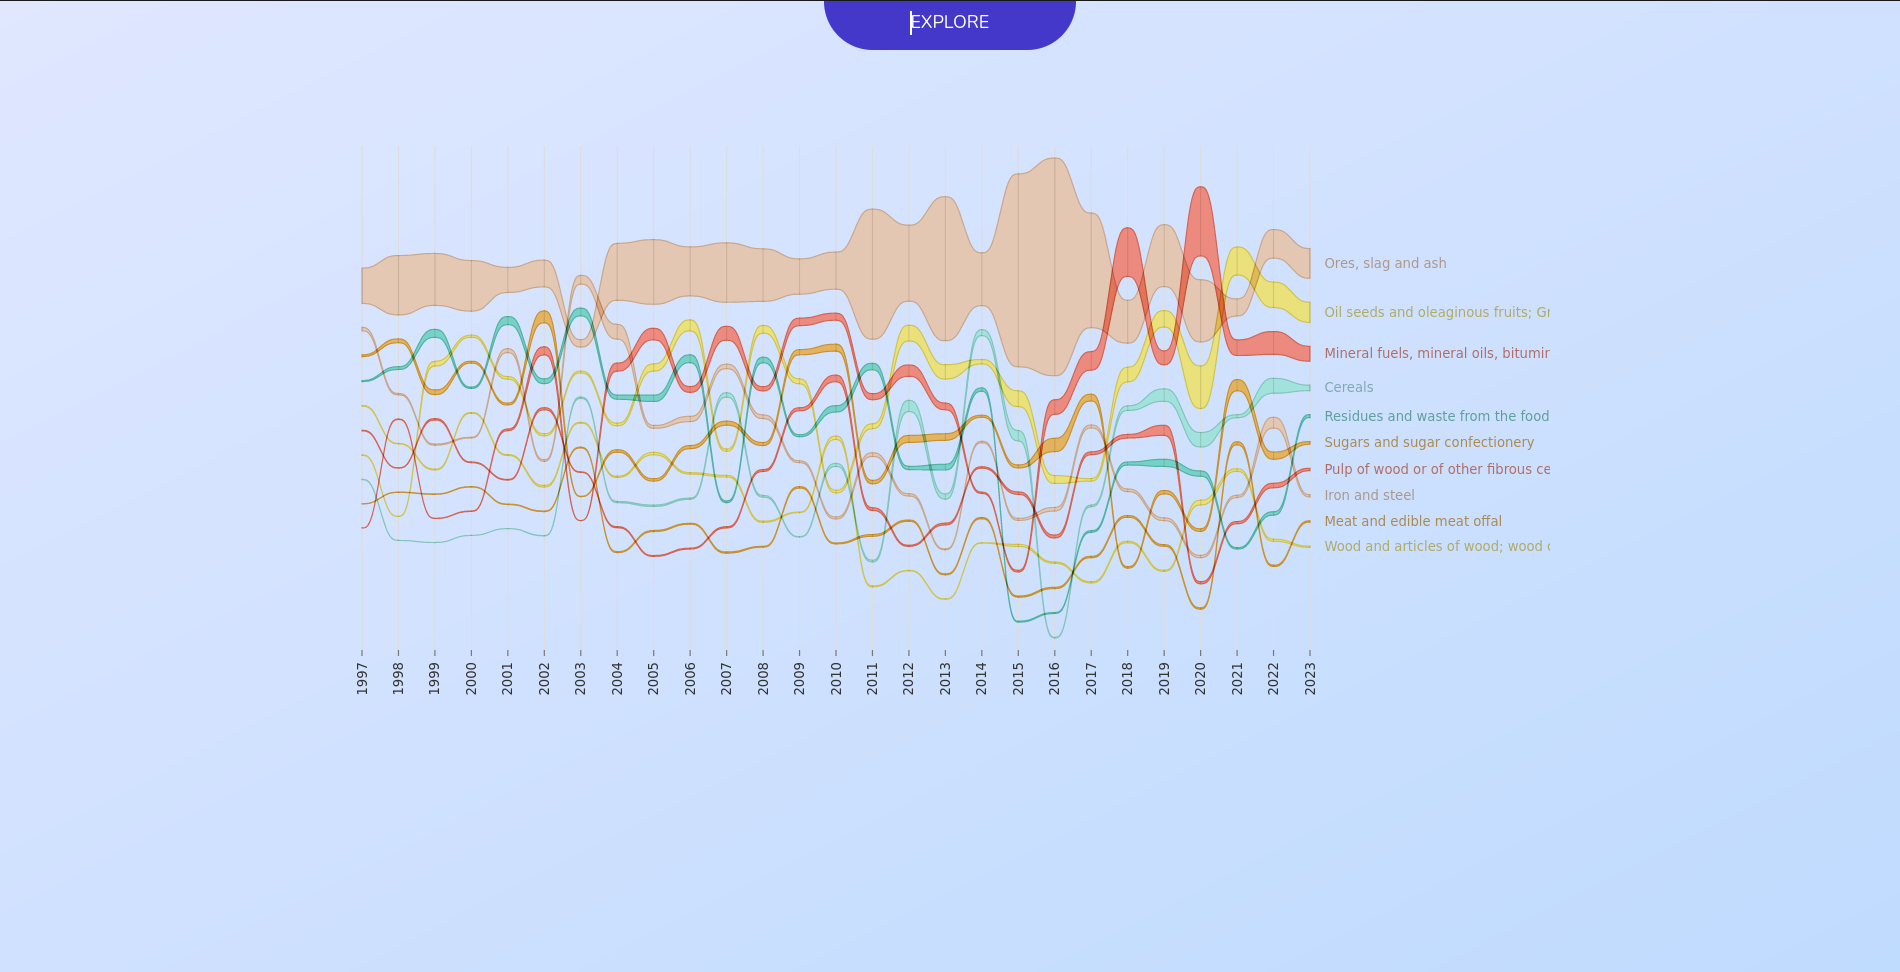 EXPLORE
Ores, slag and ash
Oil seeds and oleaginous fruits; Gr
Mineral fuels, mineral oils, bitumin
Cereals
Residues and waste from the food
Sugars and sugar confectionery
Pulp of wood or of other fibrous ce
Iron and steel
Meat and edible meat offal
Wood and articles of wood; wood c
1997 1998 1999 2000 2001 2002 2003 2004 2005 2006 2007 2008 2009 2010 2011 2012 2013 2014 2015 2016 2017 2018 2019 2020 2021 2022 2023